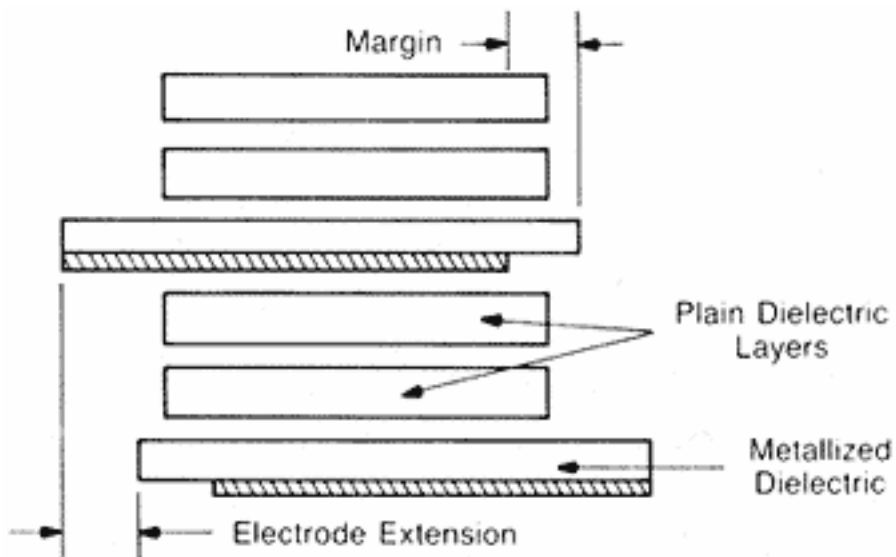 Margin
Plain Dielectric
Layers
Metallized
Dielectric
Electrode Extension